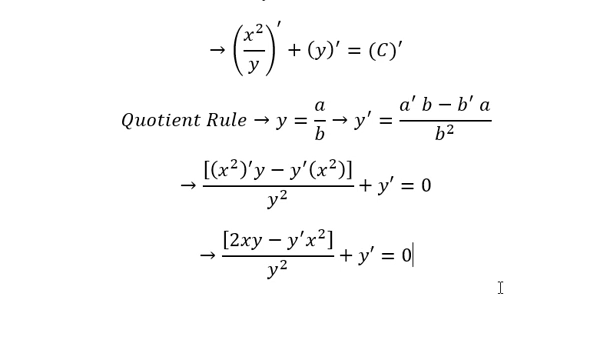 → (x²/y)′ + (y)′ = (C)′
Quotient Rule → y = a/b → y′ = (a′ b − b′ a)/b²
→ [(x²)′y − y′(x²)]/y² + y′ = 0
→ [2xy − y′x²]/y² + y′ = 0